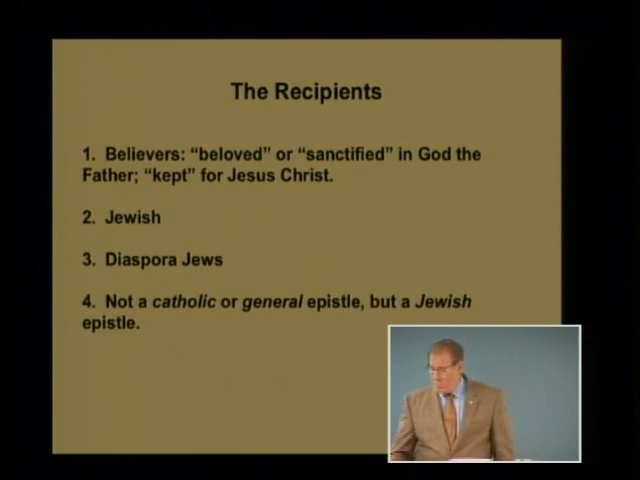 The Recipients
1. Believers: “beloved” or “sanctified” in God the
Father; “kept” for Jesus Christ.
2. Jewish
3. Diaspora Jews
4. Not a catholic or general epistle, but a Jewish
epistle.